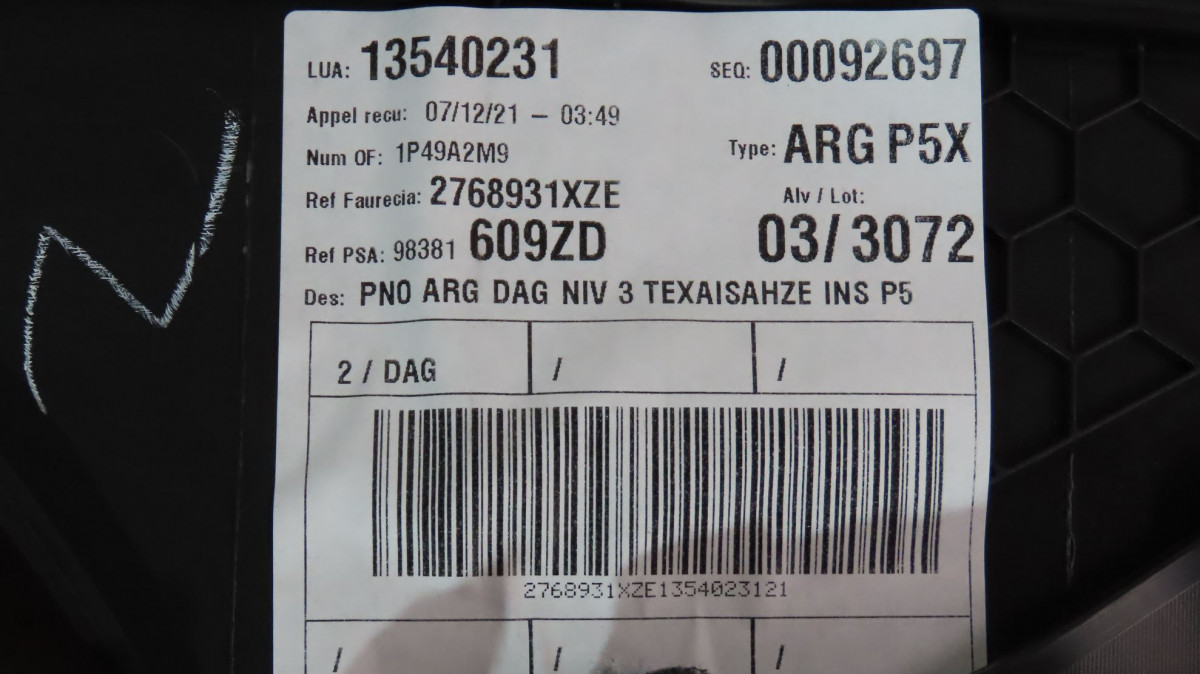 LUA: 13540231
SEQ: 00092697
Appel recu: 07/12/21 – 03:49
Num OF: 1P49A2M9
Type: ARG P5X
Ref Faurecia: 2768931XZE
Alv / Lot:
Ref PSA: 98381 609ZD
03/3072
Des: PNO ARG DAG NIV 3 TEXAISAHZE INS P5
2 / DAG / /
2768931XZE1354023121
/ / /